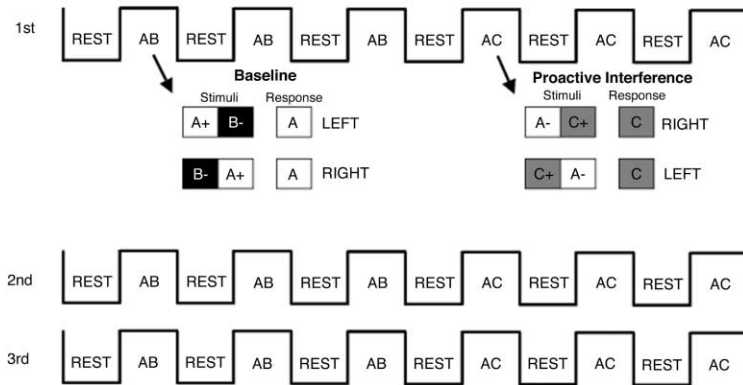 1st REST AB REST AB REST AB REST AC REST AC REST AC
Baseline Proactive Interference
Stimuli Response Stimuli Response
A+ B- A LEFT A- C+ C RIGHT
B- A+ A RIGHT C+ A- C LEFT
2nd REST AB REST AB REST AB REST AC REST AC REST AC
3rd REST AB REST AB REST AB REST AC REST AC REST AC